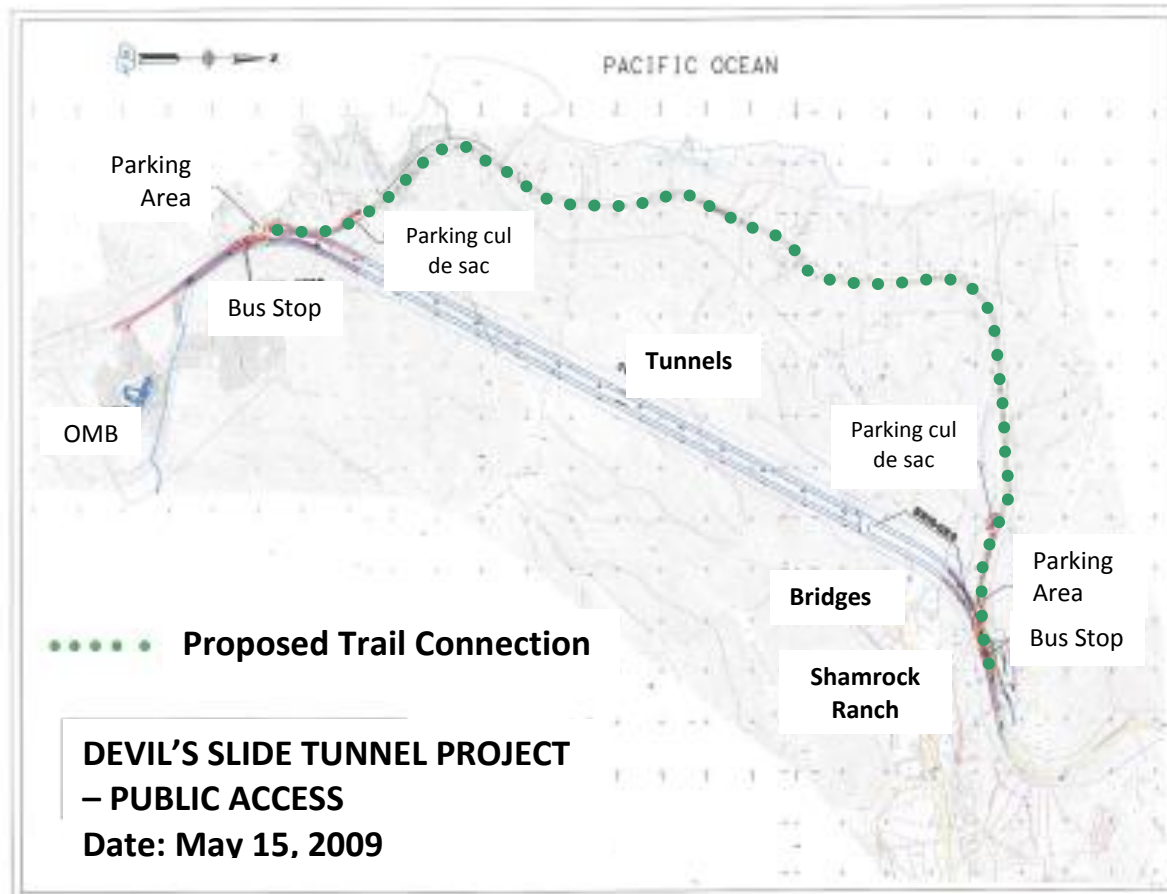 PACIFIC OCEAN
Parking
Area
Parking cul
de sac
Bus Stop
Tunnels
OMB
Parking cul
de sac
Parking
Area
Bridges
Bus Stop
Proposed Trail Connection
Shamrock
Ranch
DEVIL'S SLIDE TUNNEL PROJECT
– PUBLIC ACCESS
Date: May 15, 2009